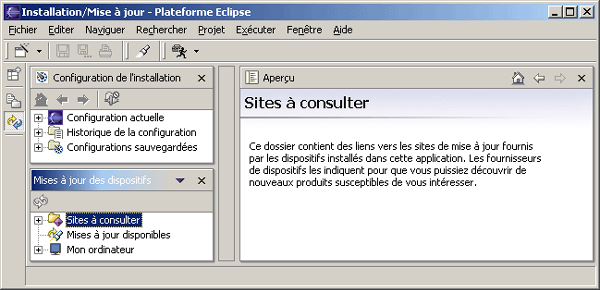 Installation/Mise à jour - Plateforme Eclipse
Fichier Editer Naviguer Rechercher Projet Exécuter Fenêtre Aide
Configuration de l'installation
Configuration actuelle
Historique de la configuration
Configurations sauvegardées
Mises à jour des dispositifs
Sites à consulter
Mises à jour disponibles
Mon ordinateur
Aperçu
Sites à consulter
Ce dossier contient des liens vers les sites de mise à jour fournis
par les dispositifs installés dans cette application. Les fournisseurs
de dispositifs les indiquent pour que vous puissiez découvrir de
nouveaux produits susceptibles de vous intéresser.